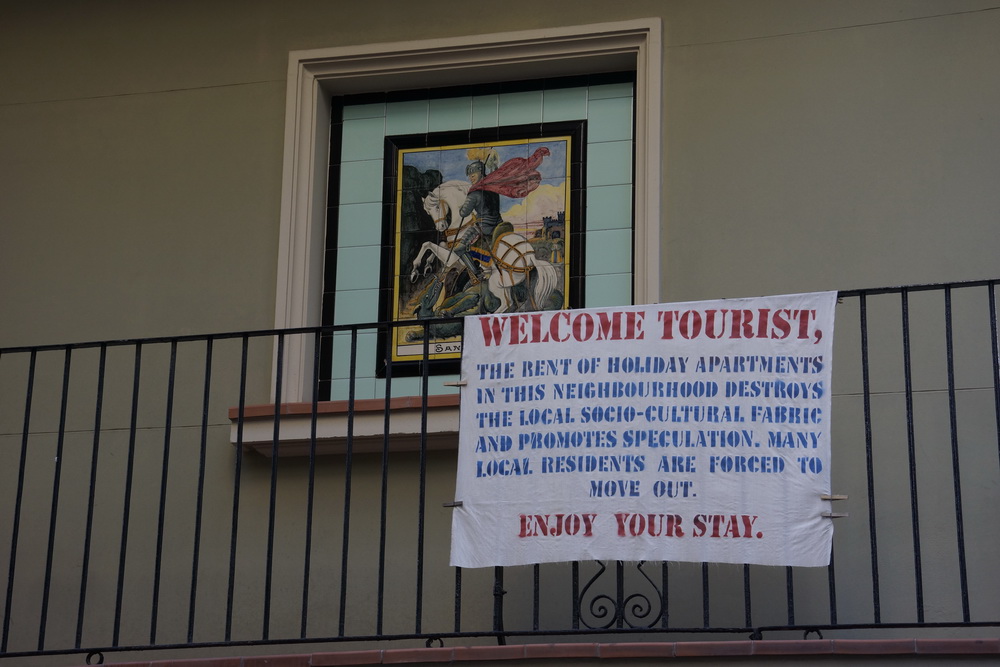 SAN
WELCOME TOURIST,
THE RENT OF HOLIDAY APARTMENTS
IN THIS NEIGHBOURHOOD DESTROYS
THE LOCAL SOCIO-CULTURAL FABRIC
AND PROMOTES SPECULATION. MANY
LOCAL RESIDENTS ARE FORCED TO
MOVE OUT.
ENJOY YOUR STAY.